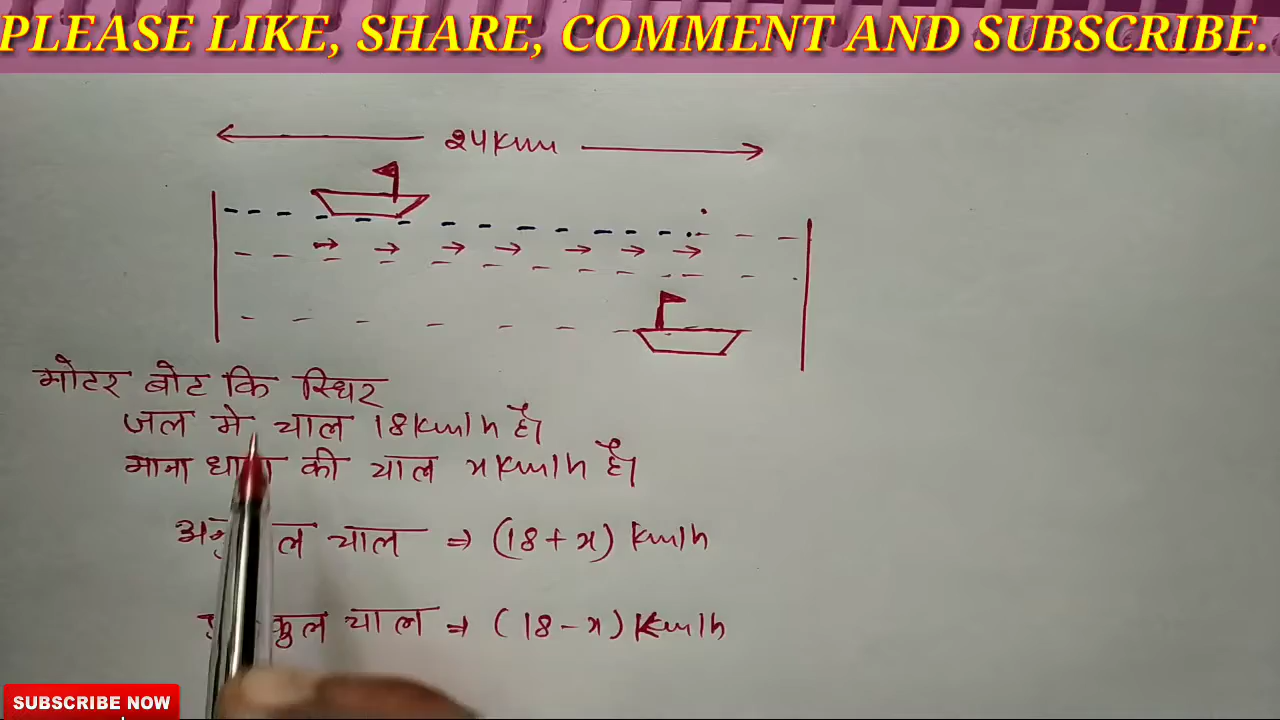 PLEASE LIKE, SHARE, COMMENT AND SUBSCRIBE.
24Km
मोटर बोट कि स्थिर
जल मे चाल 18Km/h है।
माना की चाल xKm/h है।
चाल ⇒ (18+x) Km/h
चाल ⇒ (18-x) Km/h
SUBSCRIBE NOW